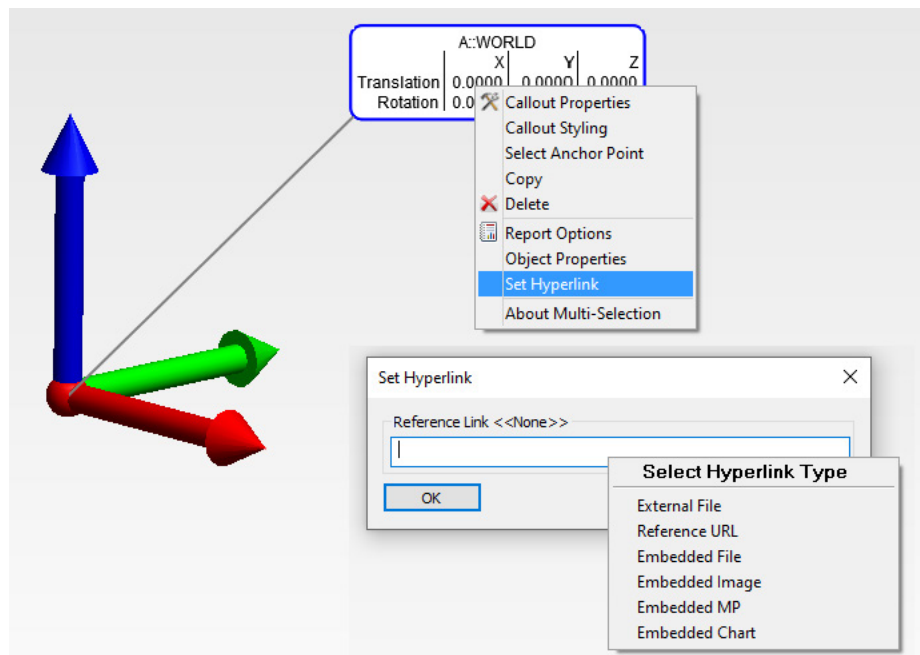 A::WORLD
X Y Z
Translation 0.0000 0.0000 0.0000
Rotation 0.0
Callout Properties
Callout Styling
Select Anchor Point
Copy
Delete
Report Options
Object Properties
Set Hyperlink
About Multi-Selection
Set Hyperlink
Reference Link <<None>>
OK
Select Hyperlink Type
External File
Reference URL
Embedded File
Embedded Image
Embedded MP
Embedded Chart